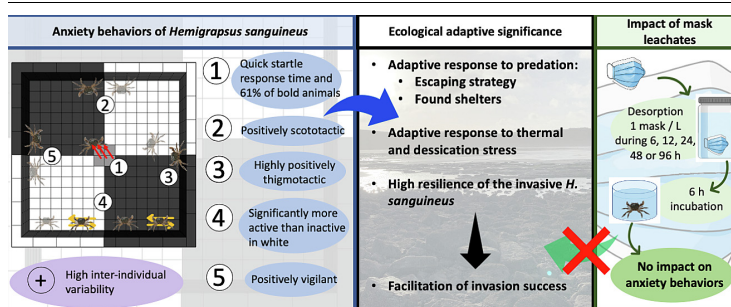 Anxiety behaviors of Hemigrapsus sanguineus
2
5
1
3
4
1
Quick startle
response time and
61% of bold animals
2
Positively scototactic
3
Highly positively
thigmotactic
4
Significantly more
active than inactive
in white
5
Positively vigilant
+
High inter-individual
variability
Ecological adaptive significance
• Adaptive response to predation:
• Escaping strategy
• Found shelters
• Adaptive response to thermal
and dessication stress
• High resilience of the invasive H.
sanguineus
• Facilitation of invasion success
Impact of mask
leachates
Desorption
1 mask / L
during 6, 12, 24,
48 or 96 h
6 h
incubation
No impact on
anxiety behaviors